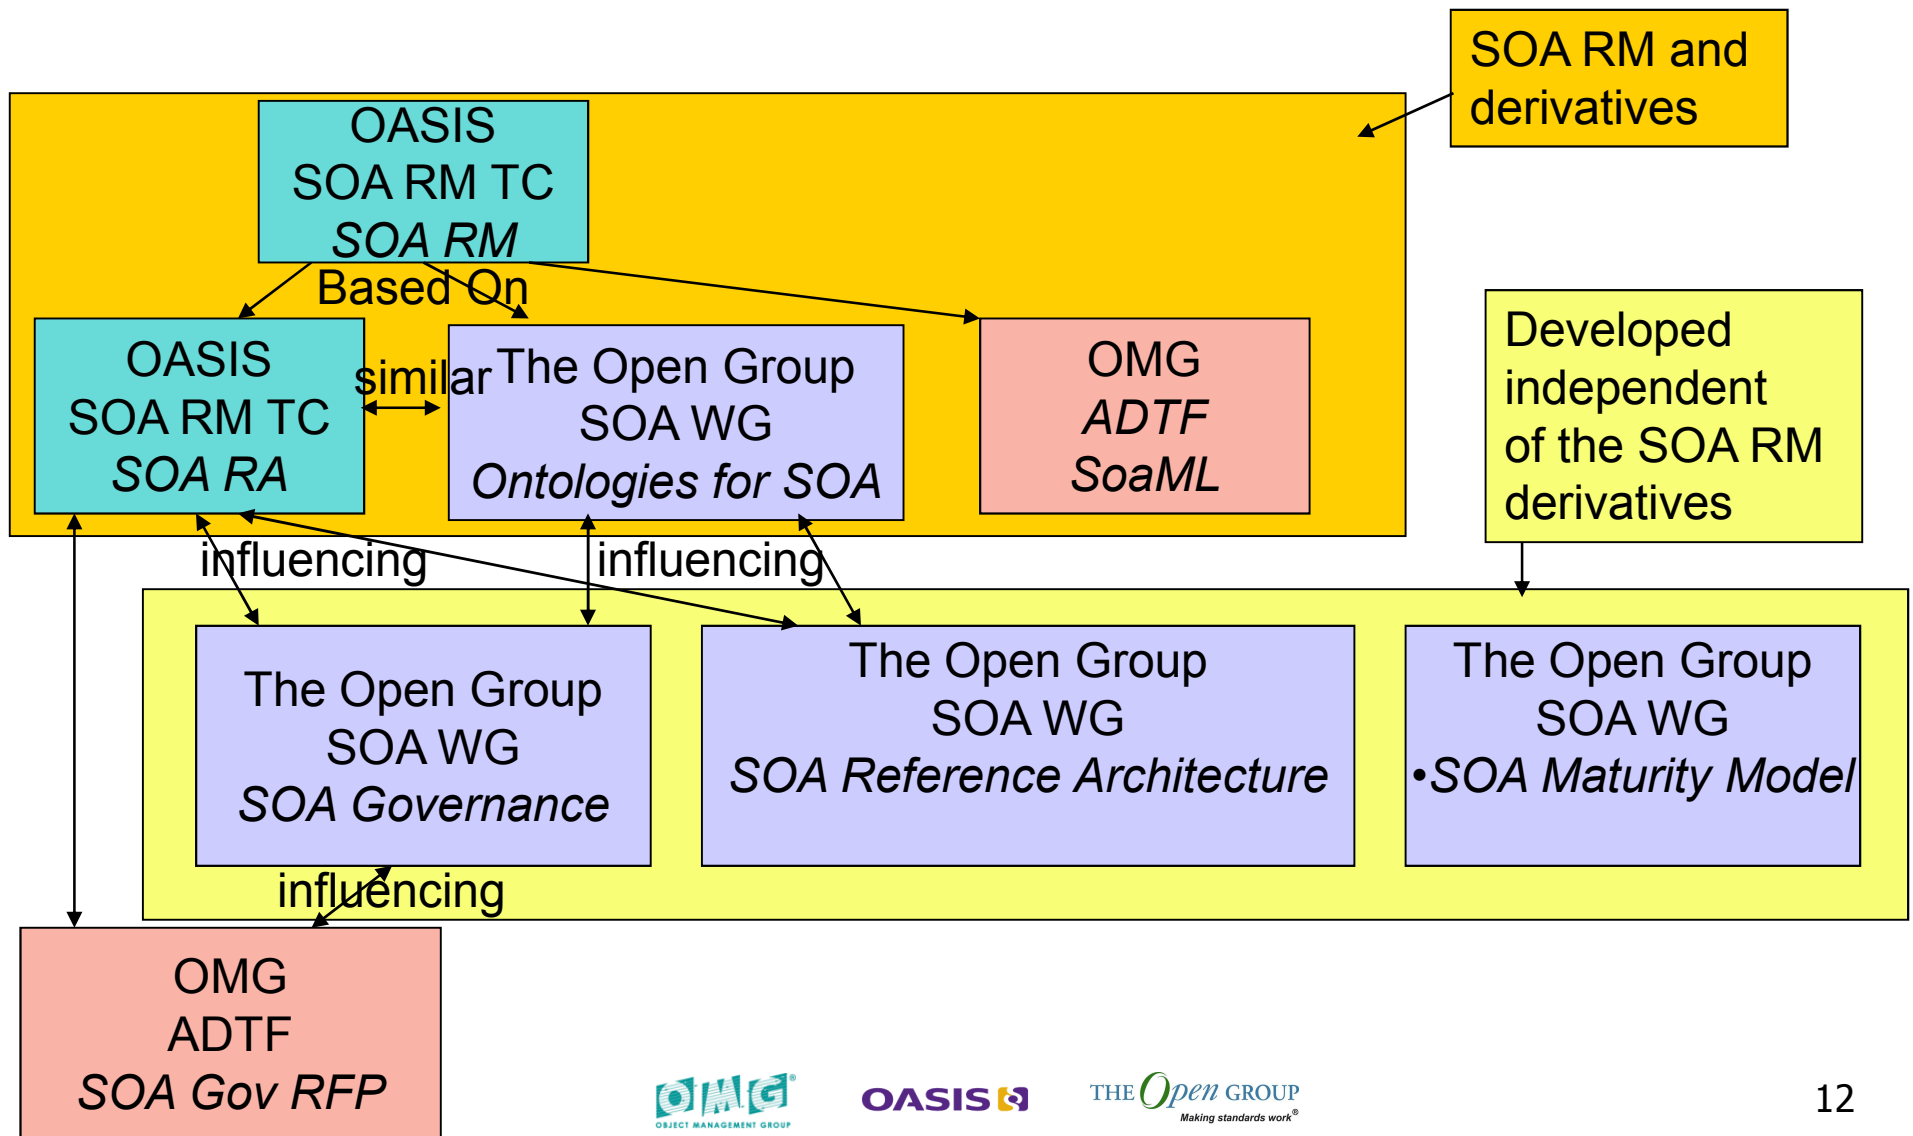 SOA RM and
derivatives
OASIS
SOA RM TC
SOA RM
Based On
OASIS
SOA RM TC
SOA RA
similar
The Open Group
SOA WG
Ontologies for SOA
OMG
ADTF
SoaML
Developed
independent
of the SOA RM
derivatives
influencing
influencing
The Open Group
SOA WG
SOA Governance
The Open Group
SOA WG
SOA Reference Architecture
The Open Group
SOA WG
•SOA Maturity Model
influencing
OMG
ADTF
SOA Gov RFP
OMG®
OBJECT MANAGEMENT GROUP
OASIS
THE Open GROUP
Making standards work®
12